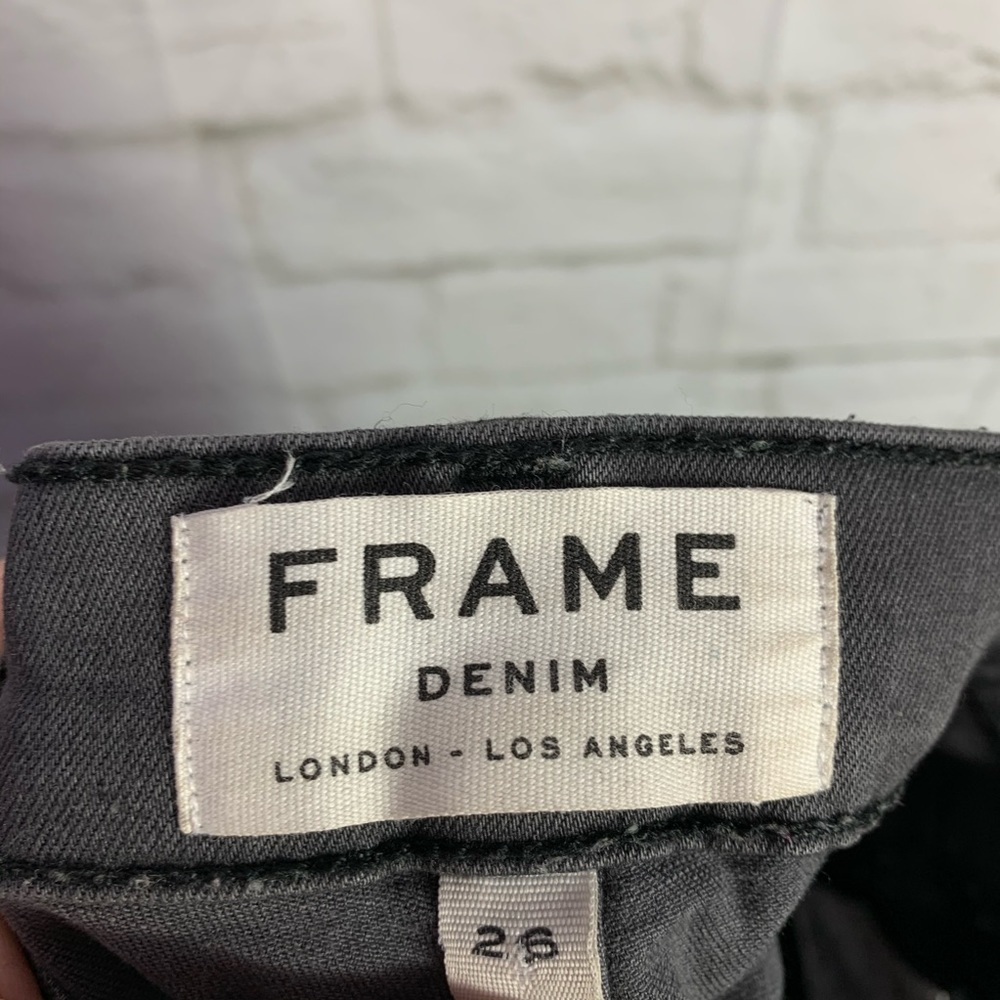 FRAME
DENIM
LONDON - LOS ANGELES
26